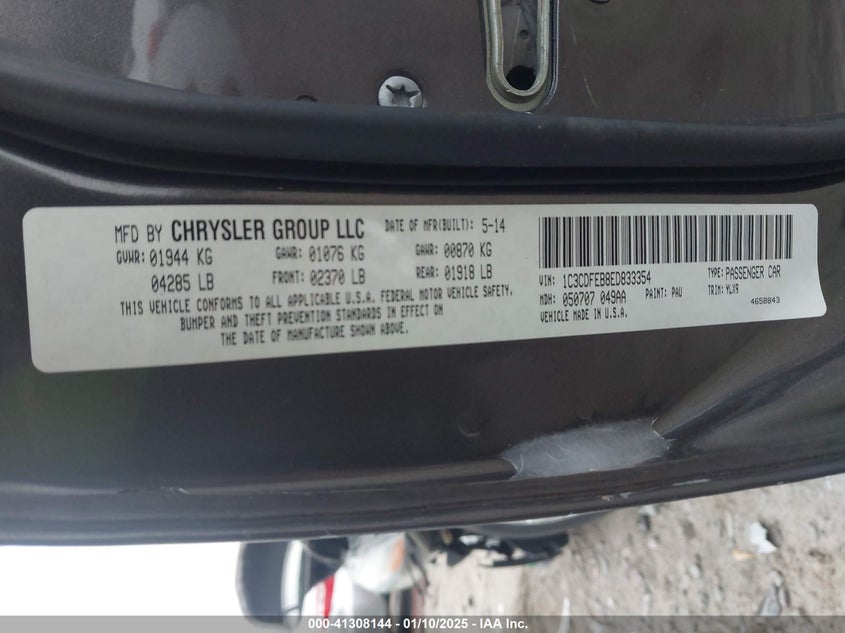 MFD BY CHRYSLER GROUP LLC DATE OF MFR(BUILT): 5-14
GVWR: 01944 KG GAWR: 01076 KG GAWR: 00870 KG
04285 LB FRONT: 02370 LB REAR: 01918 LB
THIS VEHICLE CONFORMS TO ALL APPLICABLE U.S.A. FEDERAL MOTOR VEHICLE SAFETY,
BUMPER AND THEFT PREVENTION STANDARDS IN EFFECT ON
THE DATE OF MANUFACTURE SHOWN ABOVE.
VIN: 1C3CDFEB8ED833354 TYPE: PASSENGER CAR
MDH: 050707 049AA PAINT: PAU TRIM: YLX9
VEHICLE MADE IN U.S.A. 4658843
000-41308144 - 01/10/2025 - IAA Inc.